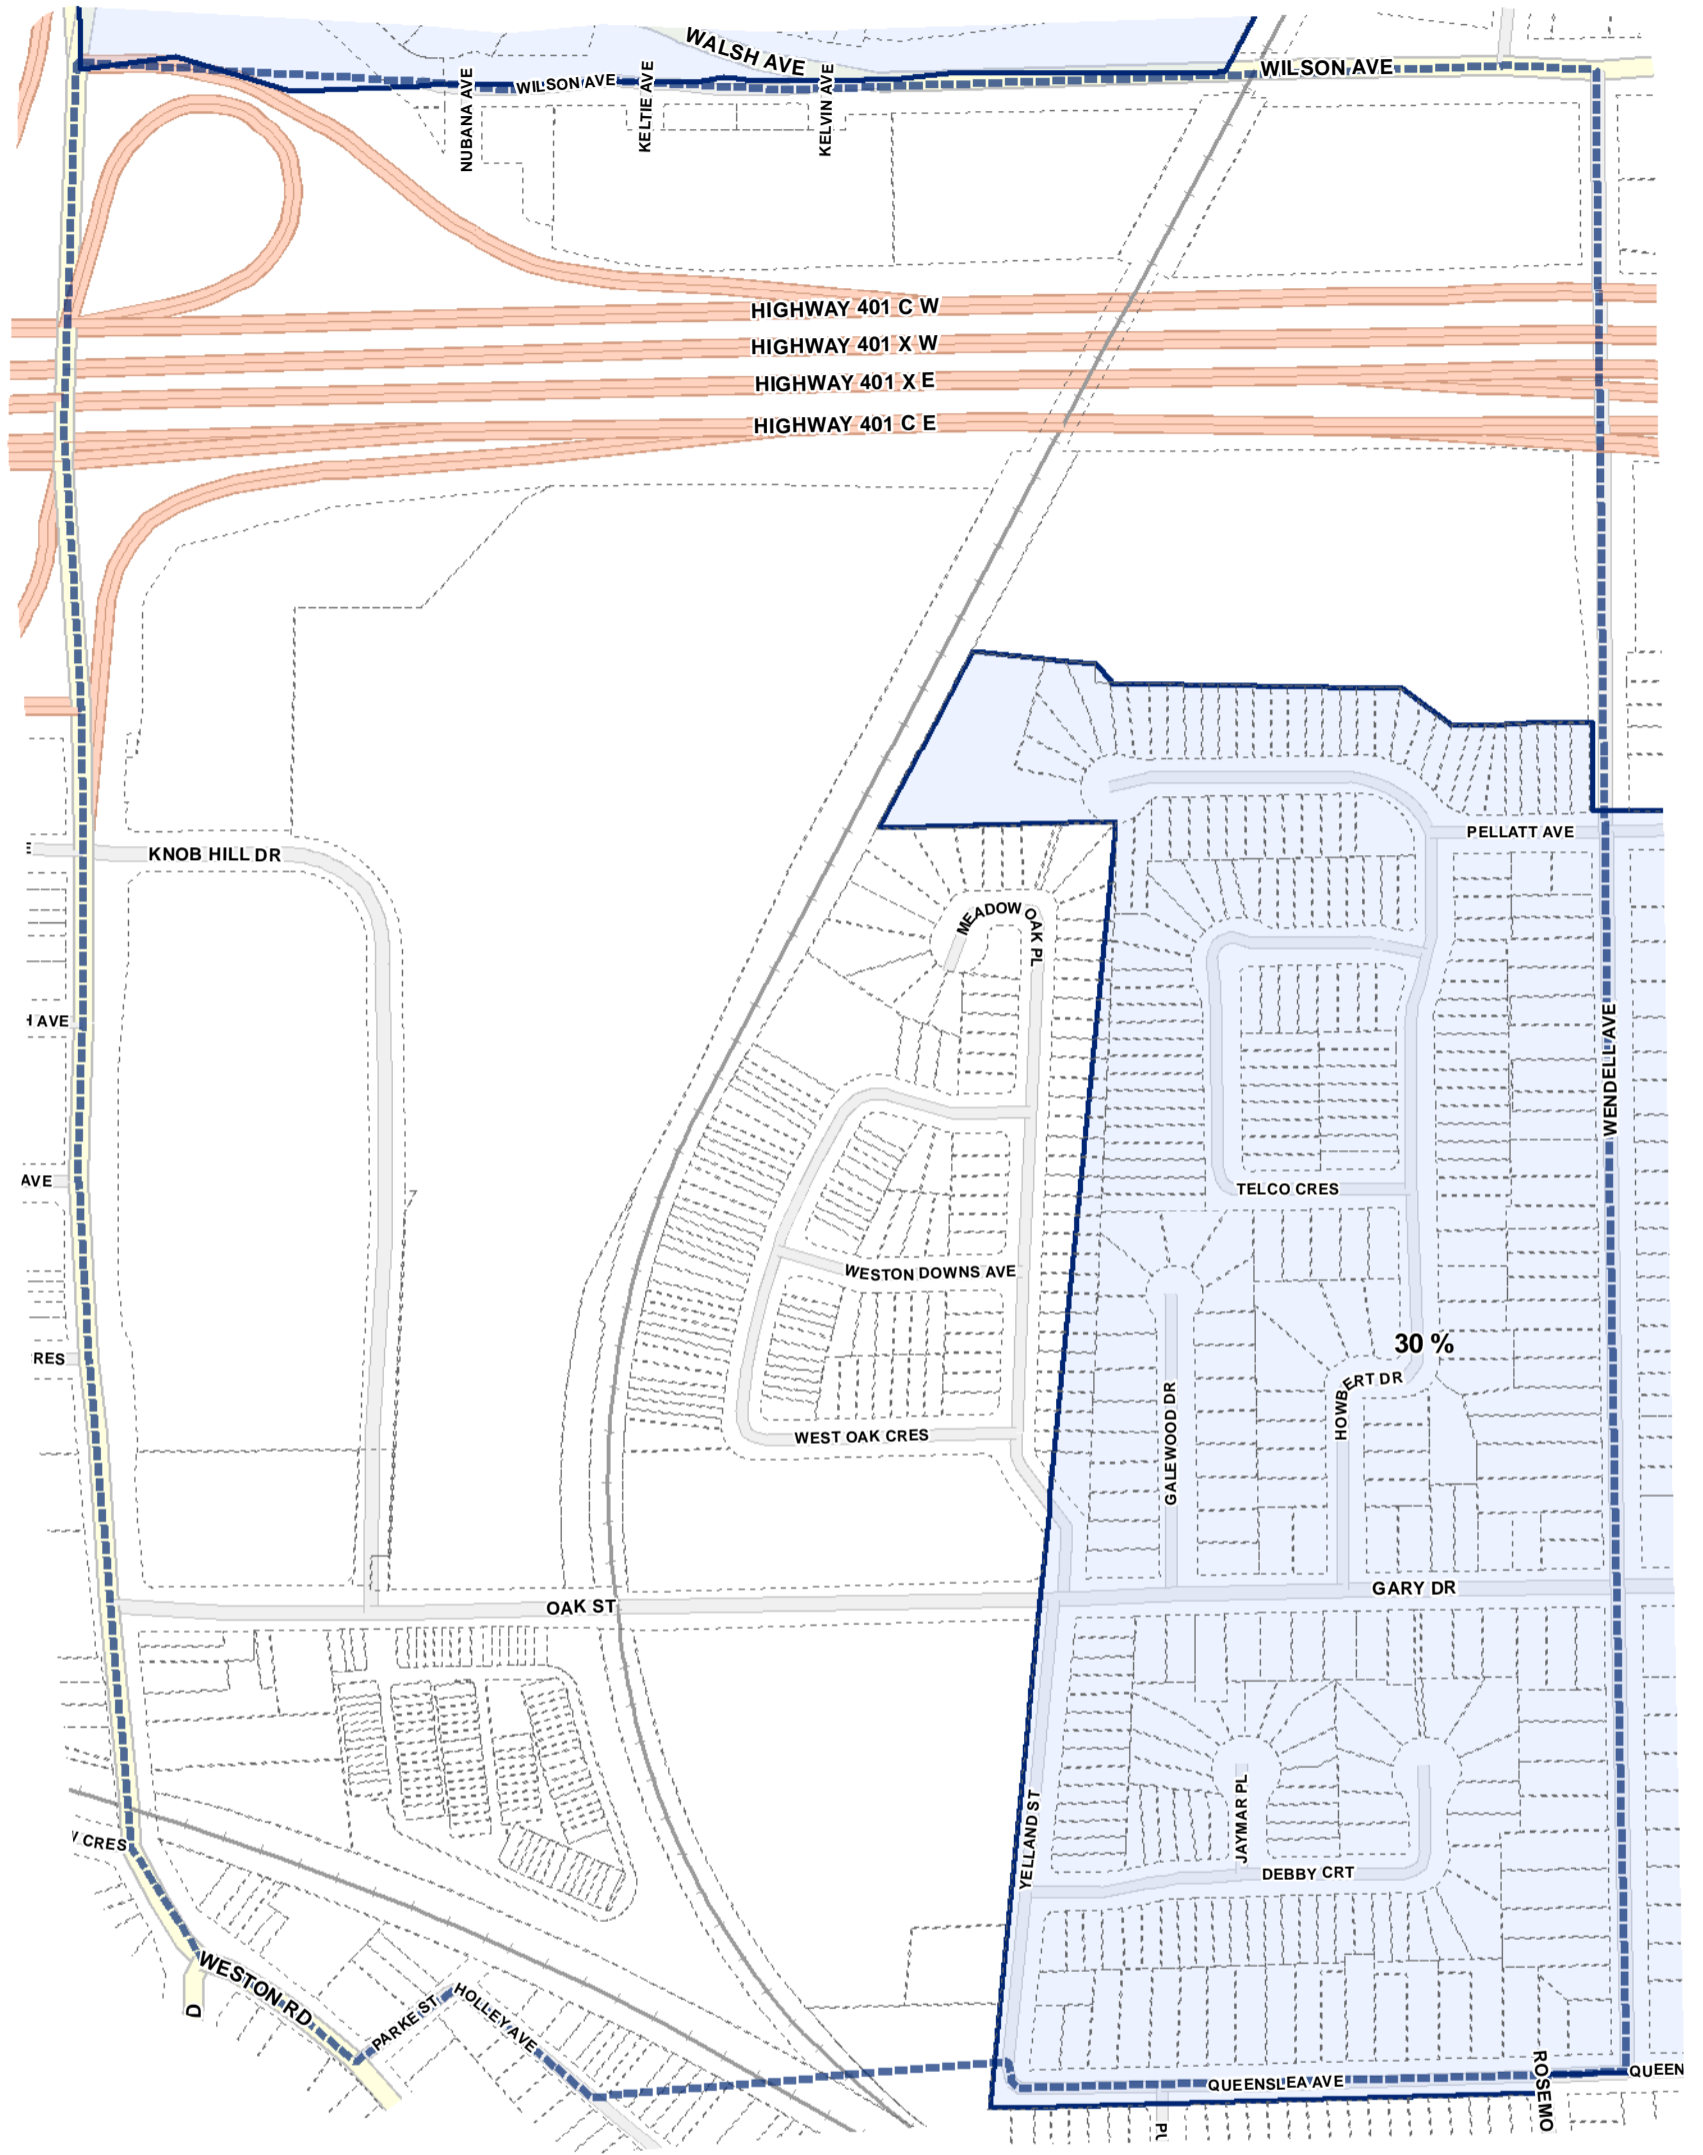 WALSH AVE
WILSON AVE
WILSON AVE
NUBANA AVE
KELTIE AVE
KELVIN AVE
HIGHWAY 401 C W
HIGHWAY 401 X W
HIGHWAY 401 X E
HIGHWAY 401 C E
PELLATT AVE
KNOB HILL DR
MEADOW OAK PL
AVE
WENDELL AVE
AVE
TELCO CRES
WESTON DOWNS AVE
30 %
RES
HOWBERT DR
GALEWOOD DR
WEST OAK CRES
GARY DR
OAK ST
YELLAND ST
JAYMAR PL
CRES
DEBBY CRT
WESTON RD
D
PARKE ST
HOLLEY AVE
QUEENSLEA AVE
ROSEMO
QUEEN
PL